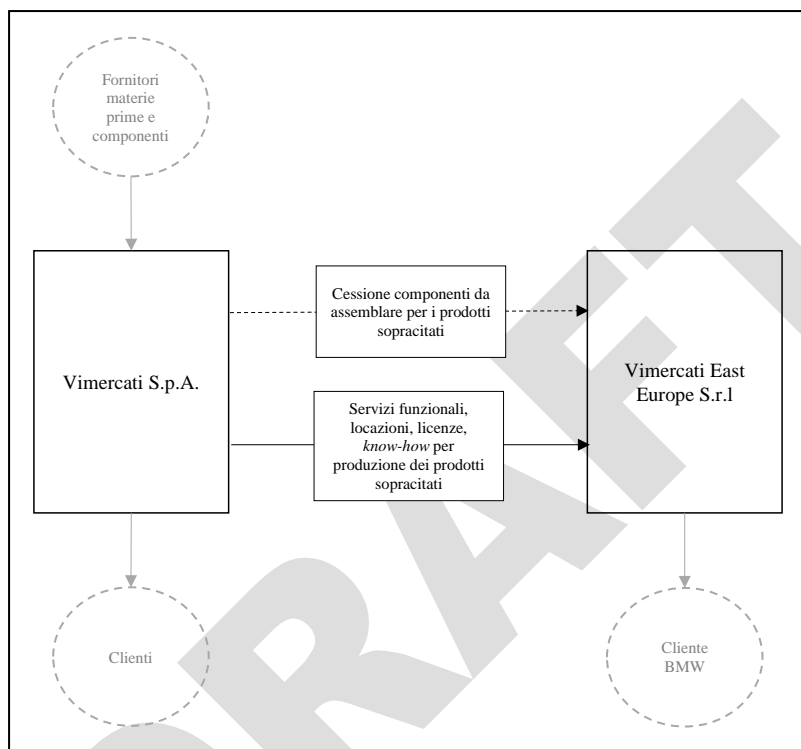 Fornitori
materie
prime e
componenti
Vimercati S.p.A.
Cessione componenti da
assemblare per i prodotti
sopracitati
Servizi funzionali,
locazioni, licenze,
know-how per
produzione dei prodotti
sopracitati
Vimercati East
Europe S.r.l
Clienti
Cliente
BMW
DRAFT